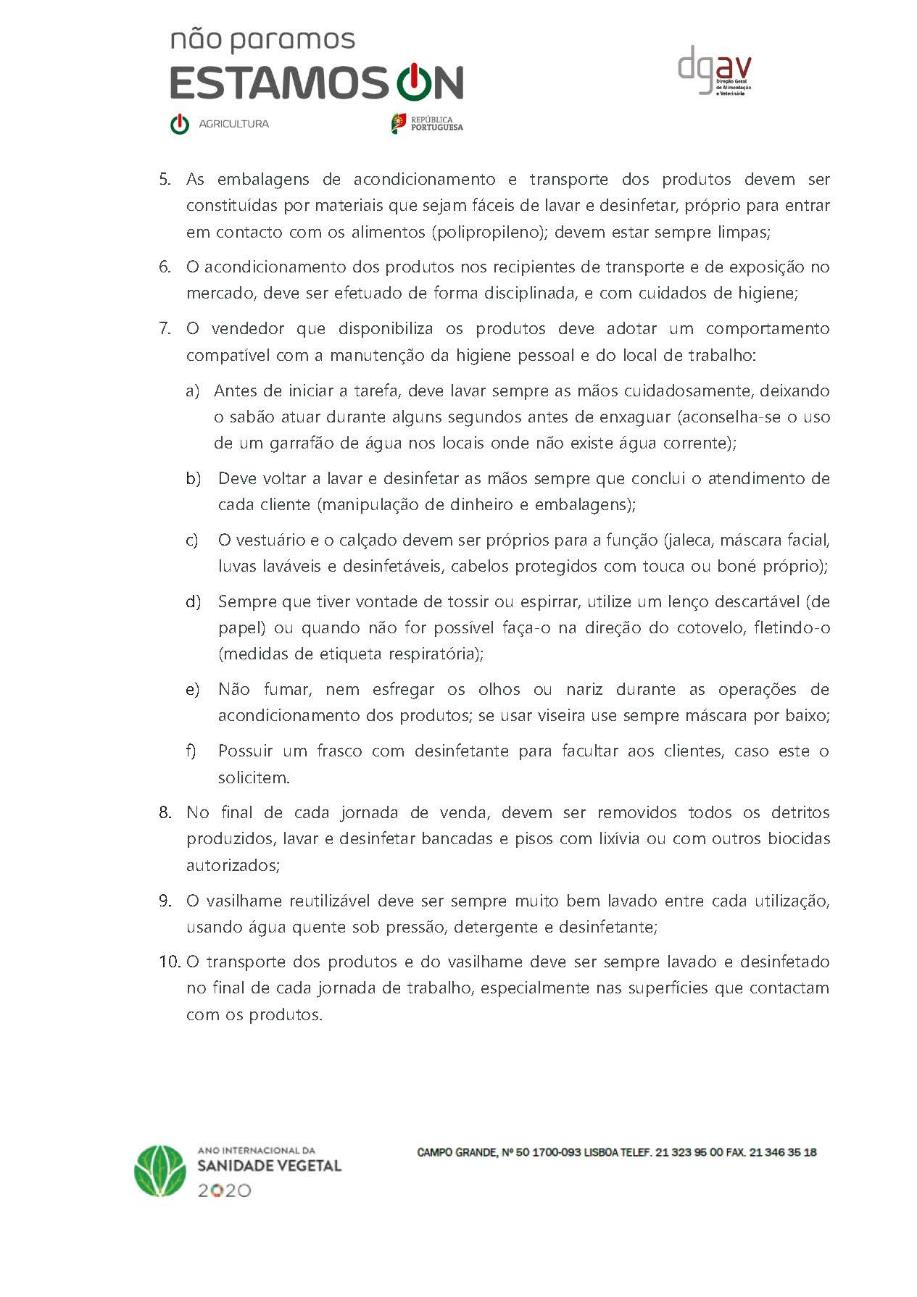 não paramos
ESTAMOS ON
AGRICULTURA
REPÚBLICA
PORTUGUESA
dgav
Direção Geral
de Alimentação
e Veterinária
5. As embalagens de acondicionamento e transporte dos produtos devem ser
constituídas por materiais que sejam fáceis de lavar e desinfetar, próprio para entrar
em contacto com os alimentos (polipropileno); devem estar sempre limpas;
6. O acondicionamento dos produtos nos recipientes de transporte e de exposição no
mercado, deve ser efetuado de forma disciplinada, e com cuidados de higiene;
7. O vendedor que disponibiliza os produtos deve adotar um comportamento
compatível com a manutenção da higiene pessoal e do local de trabalho:
a) Antes de iniciar a tarefa, deve lavar sempre as mãos cuidadosamente, deixando
o sabão atuar durante alguns segundos antes de enxaguar (aconselha-se o uso
de um garrafão de água nos locais onde não existe água corrente);
b) Deve voltar a lavar e desinfetar as mãos sempre que conclui o atendimento de
cada cliente (manipulação de dinheiro e embalagens);
c) O vestuário e o calçado devem ser próprios para a função (jaleca, máscara facial,
luvas laváveis e desinfetáveis, cabelos protegidos com touca ou boné próprio);
d) Sempre que tiver vontade de tossir ou espirrar, utilize um lenço descartável (de
papel) ou quando não for possível faça-o na direção do cotovelo, fletindo-o
(medidas de etiqueta respiratória);
e) Não fumar, nem esfregar os olhos ou nariz durante as operações de
acondicionamento dos produtos; se usar viseira use sempre máscara por baixo;
f) Possuir um frasco com desinfetante para facultar aos clientes, caso este o
solicitem.
8. No final de cada jornada de venda, devem ser removidos todos os detritos
produzidos, lavar e desinfetar bancadas e pisos com lixívia ou com outros biocidas
autorizados;
9. O vasilhame reutilizável deve ser sempre muito bem lavado entre cada utilização,
usando água quente sob pressão, detergente e desinfetante;
10. O transporte dos produtos e do vasilhame deve ser sempre lavado e desinfetado
no final de cada jornada de trabalho, especialmente nas superfícies que contactam
com os produtos.
ANO INTERNACIONAL DA
SANIDADE VEGETAL
2020
CAMPO GRANDE, Nº 50 1700-093 LISBOA TELEF. 21 323 95 00 FAX. 21 346 35 18